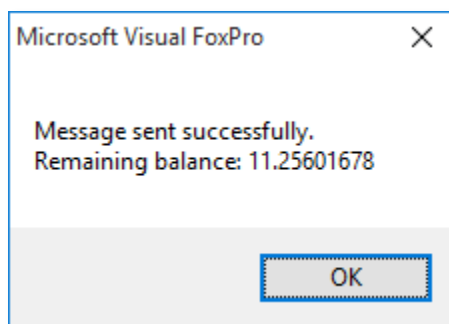 Microsoft Visual FoxPro
Message sent successfully.
Remaining balance: 11.25601678
OK